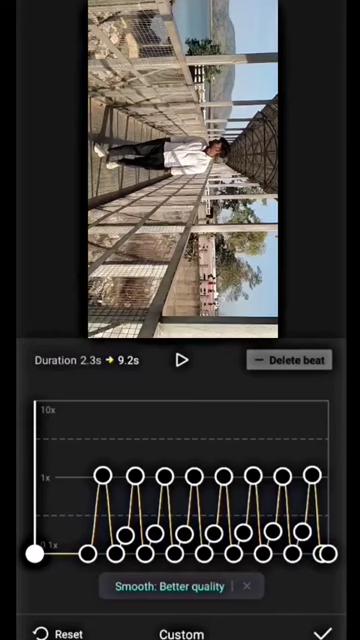 Duration 2.3s → 9.2s
— Delete beat
10x
1x
0.1x
Smooth: Better quality | ×
Reset
Custom